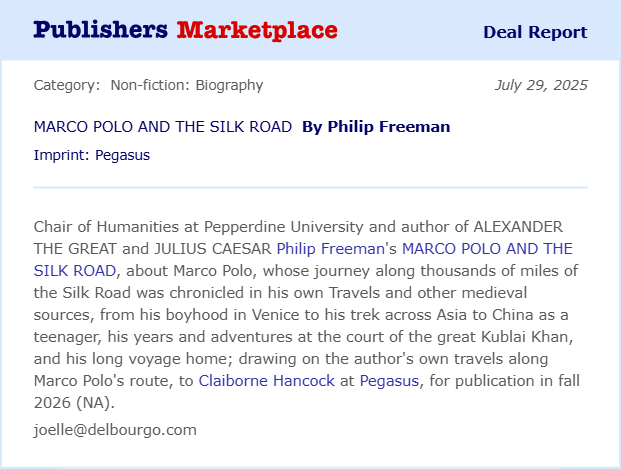 Publishers Marketplace Deal Report
Category: Non-fiction: Biography July 29, 2025
MARCO POLO AND THE SILK ROAD By Philip Freeman
Imprint: Pegasus
Chair of Humanities at Pepperdine University and author of ALEXANDER
THE GREAT and JULIUS CAESAR Philip Freeman's MARCO POLO AND THE
SILK ROAD, about Marco Polo, whose journey along thousands of miles of
the Silk Road was chronicled in his own Travels and other medieval
sources, from his boyhood in Venice to his trek across Asia to China as a
teenager, his years and adventures at the court of the great Kublai Khan,
and his long voyage home; drawing on the author's own travels along
Marco Polo's route, to Claiborne Hancock at Pegasus, for publication in fall
2026 (NA).
joelle@delbourgo.com